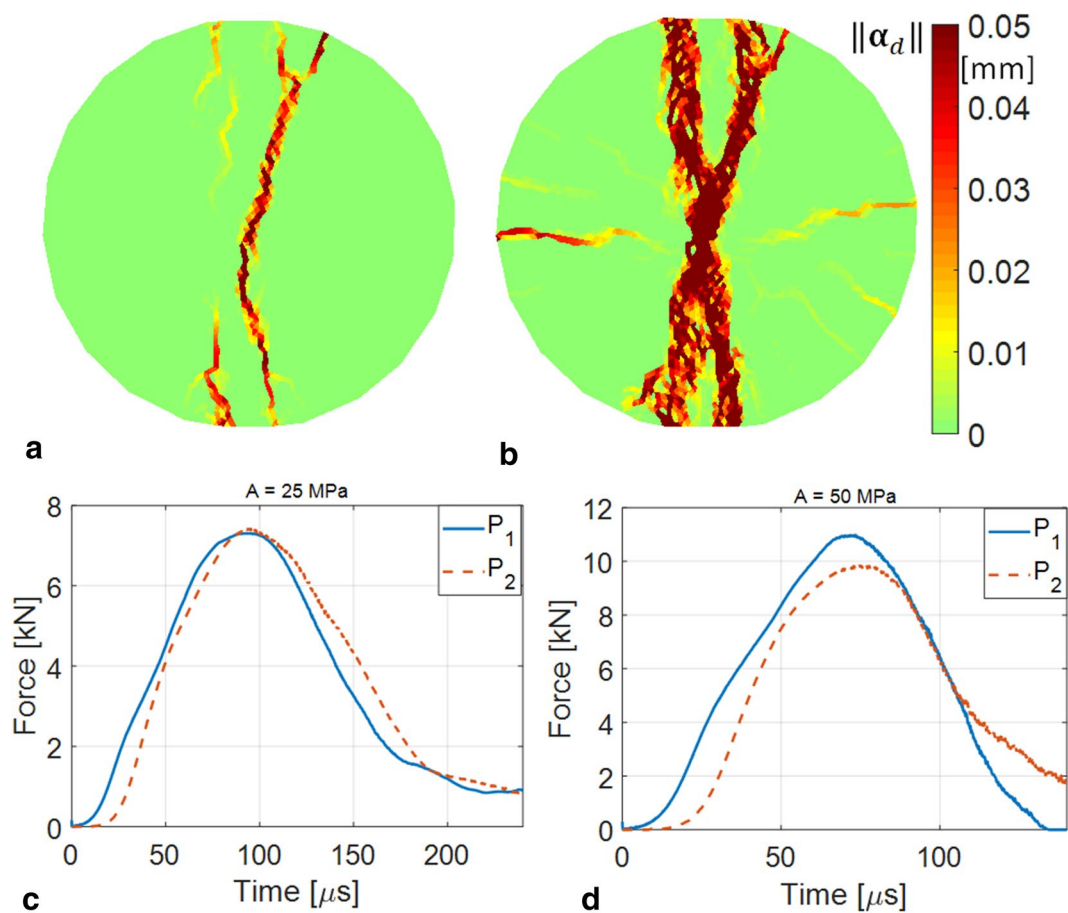 ‖α_d‖
[mm]
0.05
0.04
0.03
0.02
0.01
0
a
b
A = 25 MPa
Force [kN]
8
6
4
2
0
0 50 100 150 200
Time [μs]
P_1
P_2
c
A = 50 MPa
Force [kN]
12
10
8
6
4
2
0
0 50 100
Time [μs]
P_1
P_2
d